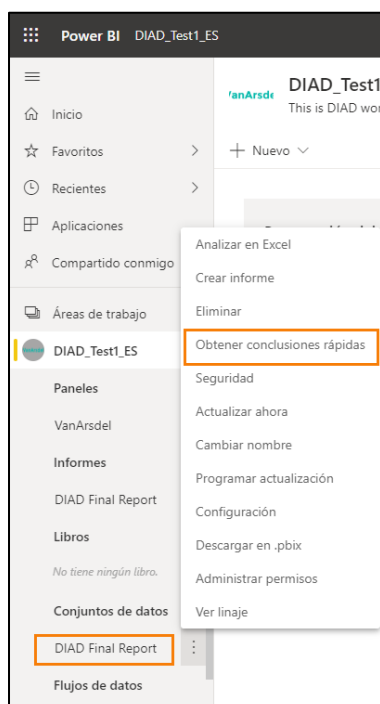 Power BI DIAD_Test1_ES
DIAD_Test1
This is DIAD wor
Inicio
Nuevo
Favoritos
Recientes
Aplicaciones
Compartido conmigo
Áreas de trabajo
DIAD_Test1_ES
Paneles
VanArsdel
Informes
DIAD Final Report
Libros
No tiene ningún libro.
Conjuntos de datos
DIAD Final Report
Flujos de datos
Analizar en Excel
Crear informe
Eliminar
Obtener conclusiones rápidas
Seguridad
Actualizar ahora
Cambiar nombre
Programar actualización
Configuración
Descargar en .pbix
Administrar permisos
Ver linaje